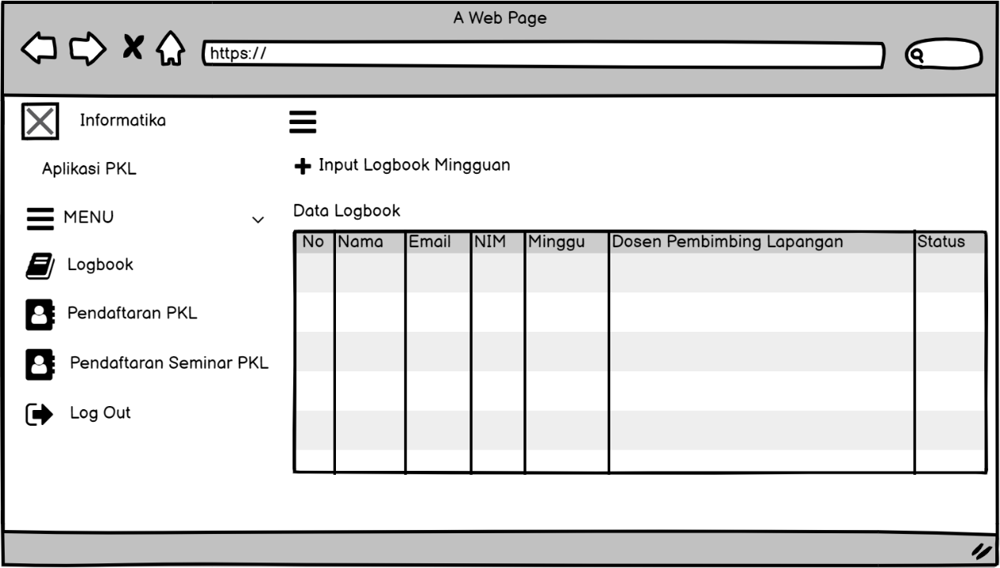 A Web Page
https://
Informatika
Aplikasi PKL
MENU
Logbook
Pendaftaran PKL
Pendaftaran Seminar PKL
Log Out
Input Logbook Mingguan
Data Logbook
No Nama Email NIM Minggu Dosen Pembimbing Lapangan Status